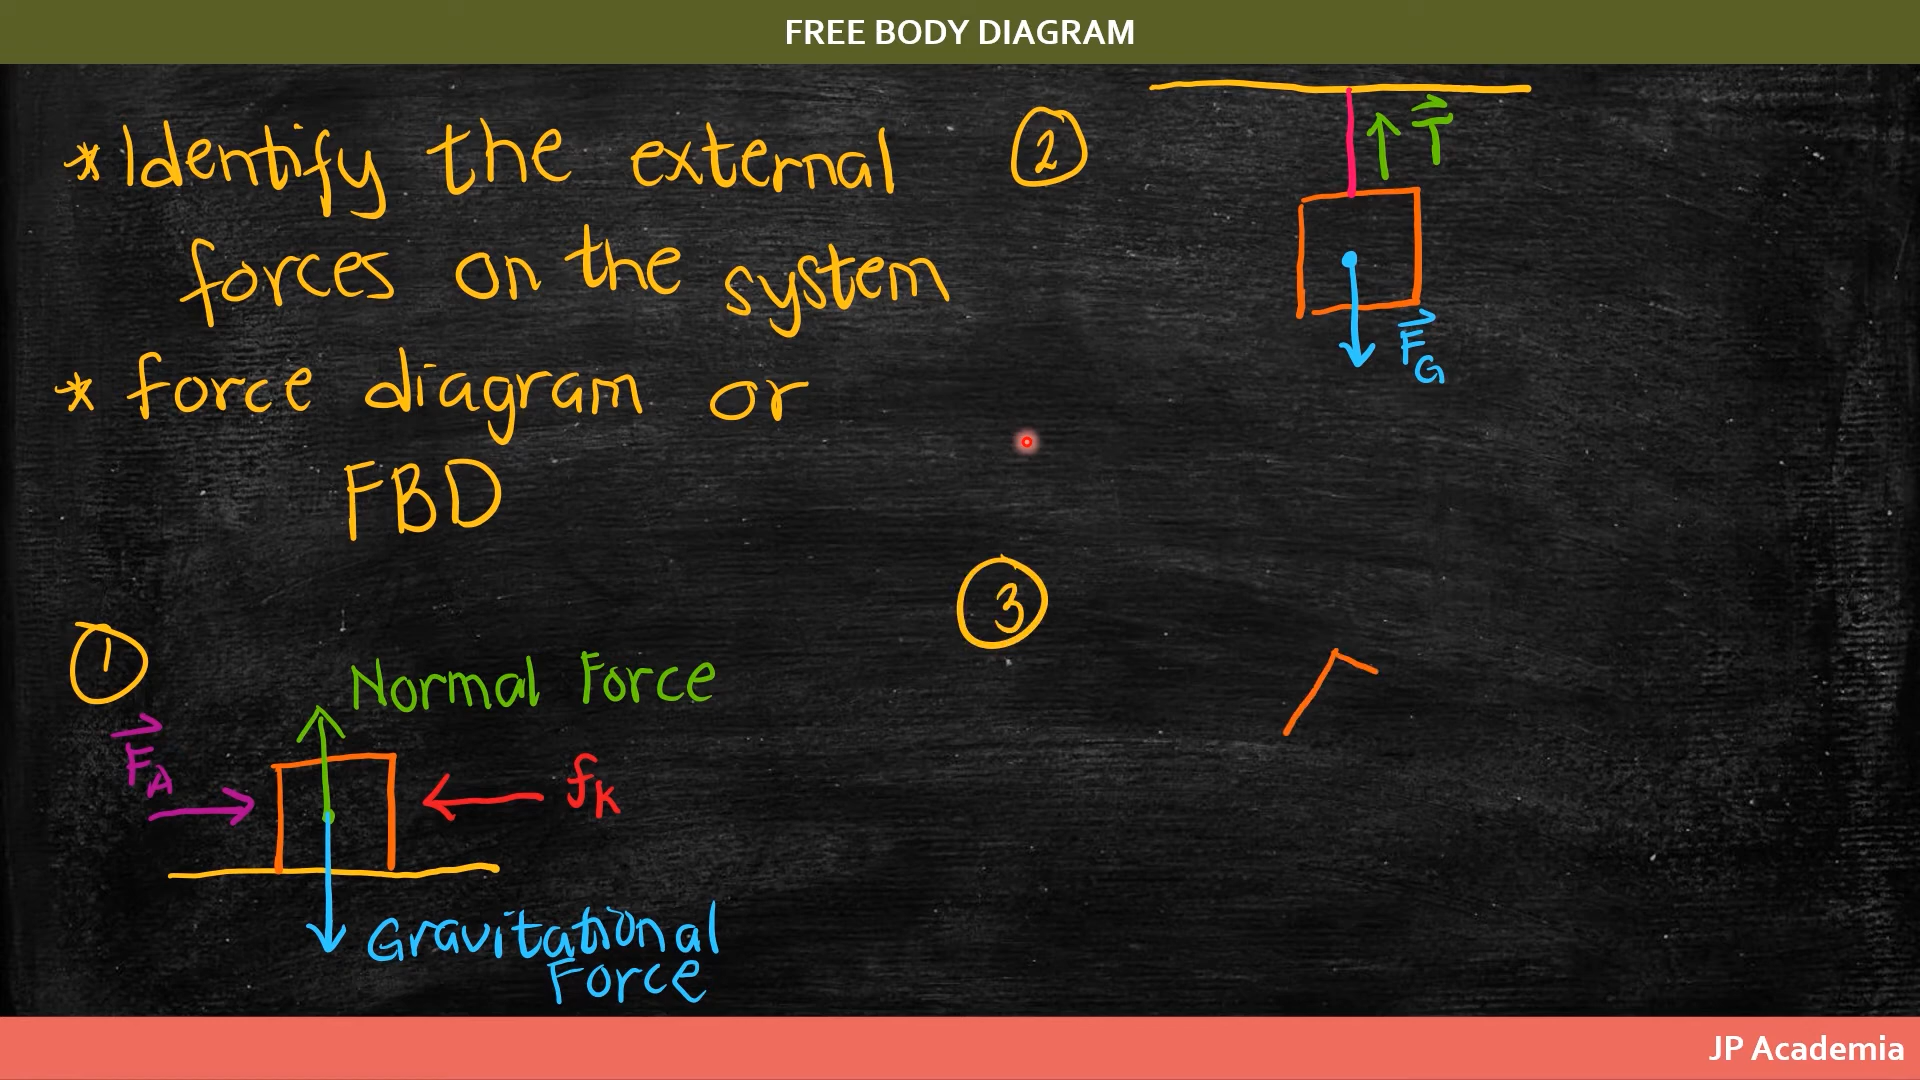 FREE BODY DIAGRAM
* Identify the external
forces on the system
* force diagram or
FBD
1
Normal Force
F_A
f_K
Gravitational
Force
2
T
F_G
3
JP Academia